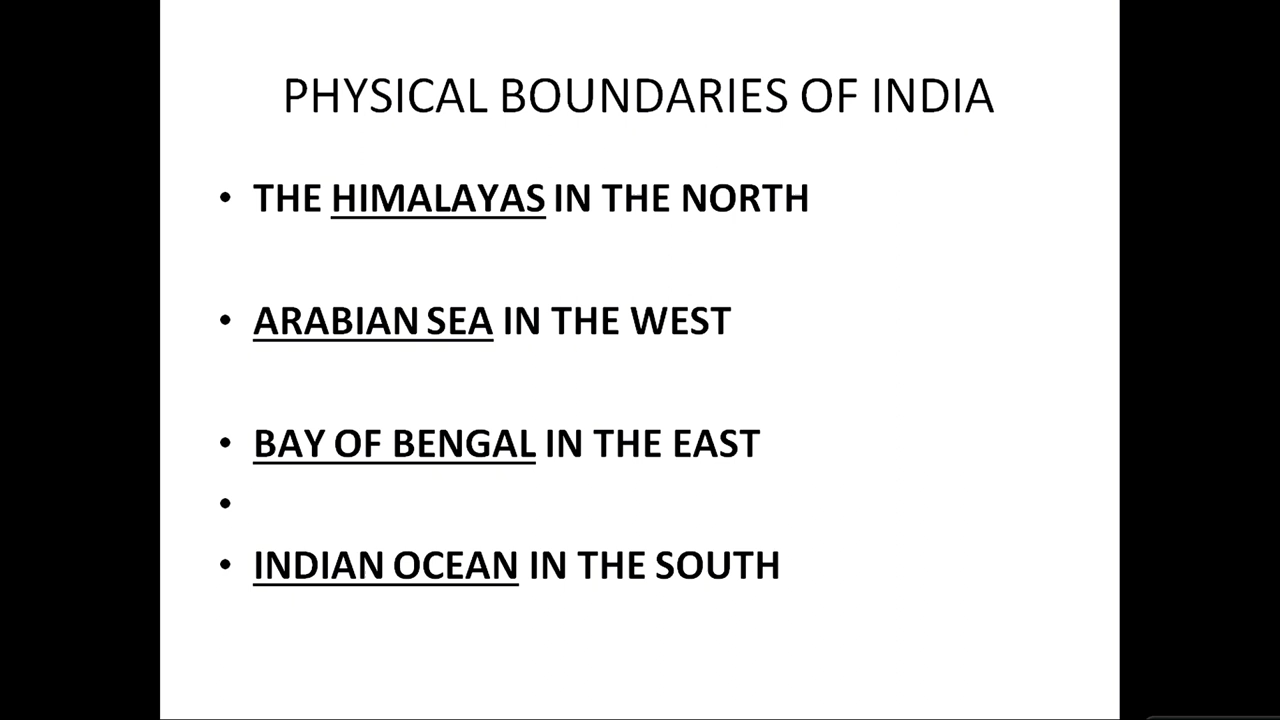 PHYSICAL BOUNDARIES OF INDIA
• THE HIMALAYAS IN THE NORTH
• ARABIAN SEA IN THE WEST
• BAY OF BENGAL IN THE EAST
•
• INDIAN OCEAN IN THE SOUTH